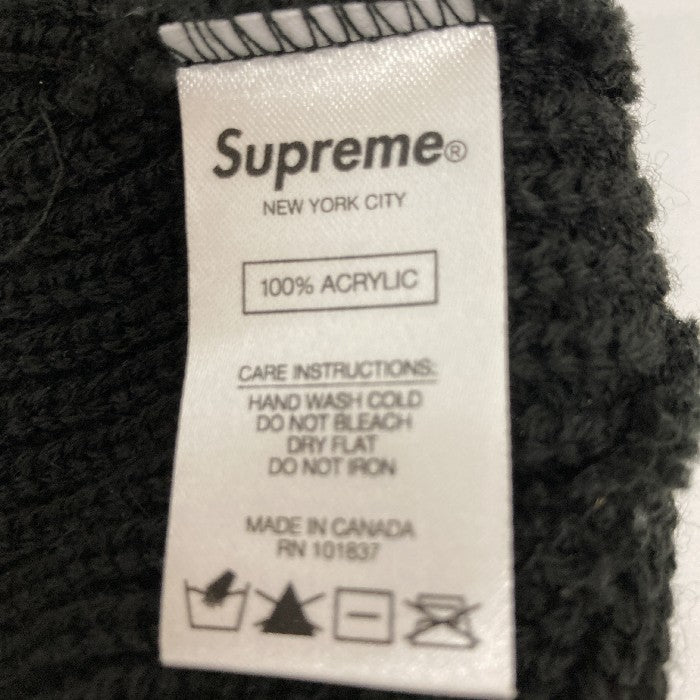 Supreme®
NEW YORK CITY
100% ACRYLIC
CARE INSTRUCTIONS:
HAND WASH COLD
DO NOT BLEACH
DRY FLAT
DO NOT IRON
MADE IN CANADA
RN 101837